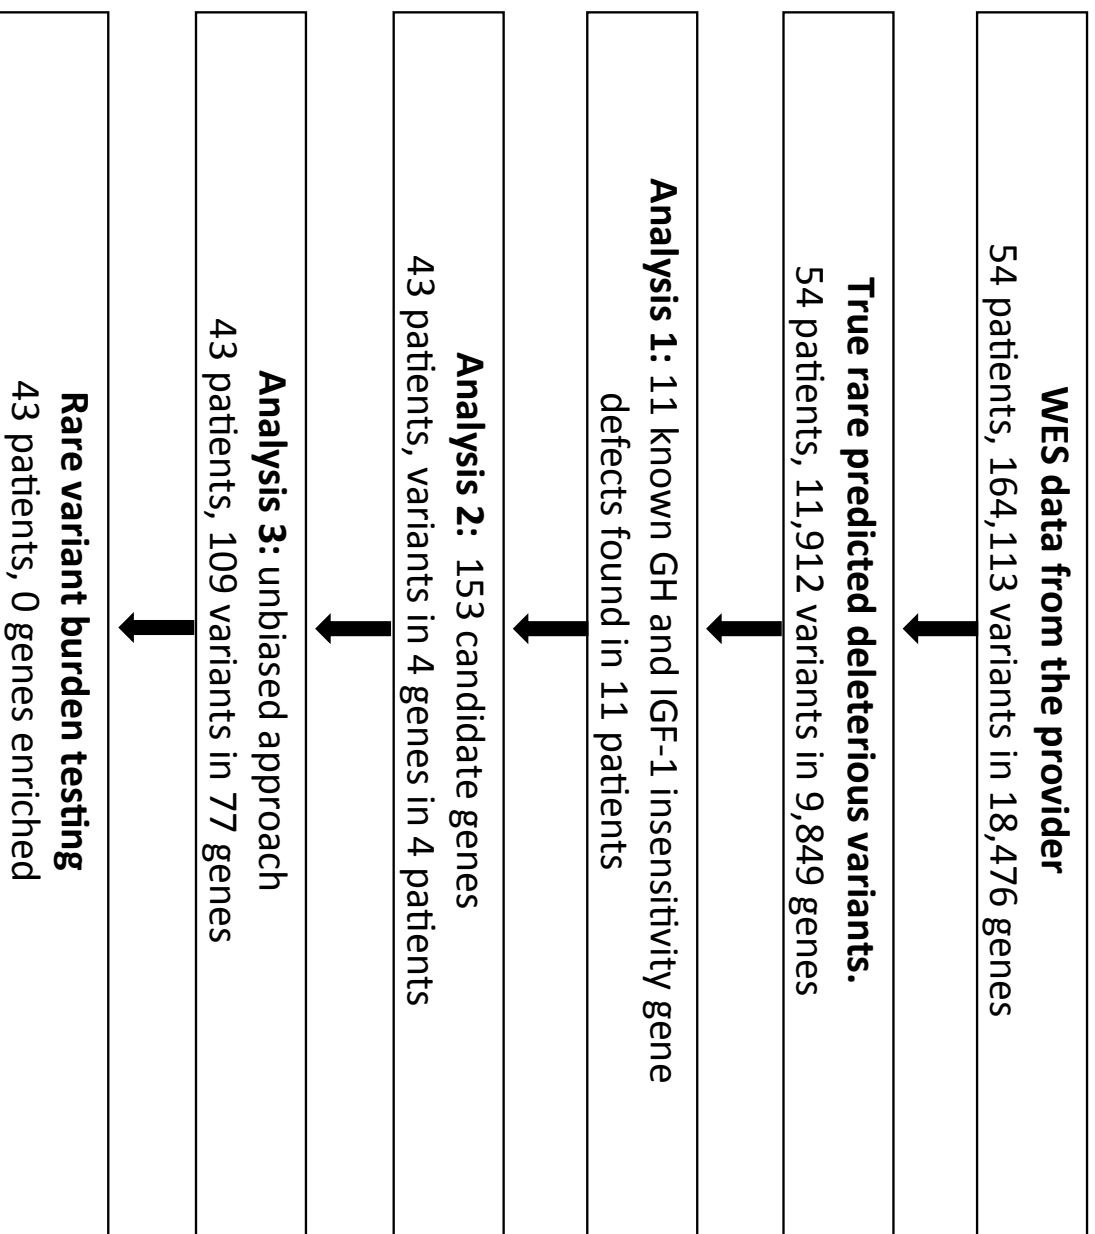 WES data from the provider
54 patients, 164,113 variants in 18,476 genes
True rare predicted deleterious variants.
54 patients, 11,912 variants in 9,849 genes
Analysis 1: 11 known GH and IGF-1 insensitivity gene
defects found in 11 patients
Analysis 2: 153 candidate genes
43 patients, variants in 4 genes in 4 patients
Analysis 3: unbiased approach
43 patients, 109 variants in 77 genes
Rare variant burden testing
43 patients, 0 genes enriched